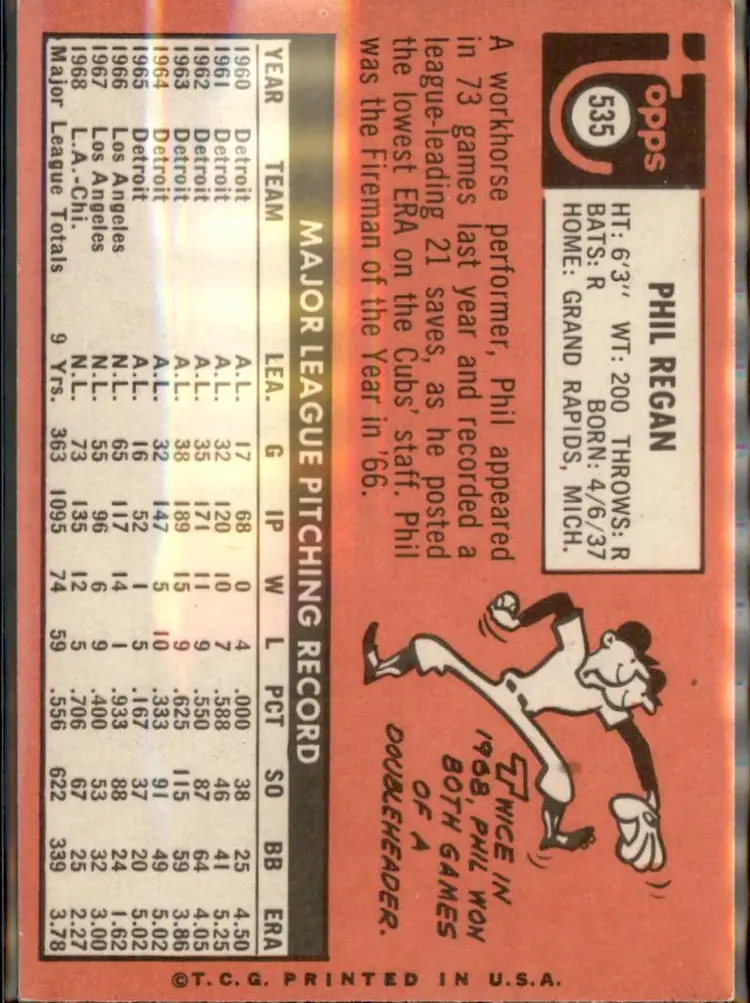 Topps
535
PHIL REGAN
HT: 6'3" WT: 200 THROWS: R
BATS: R BORN: 4/6/37
HOME: GRAND RAPIDS, MICH.
A workhorse performer, Phil appeared
in 73 games last year and recorded a
league-leading 21 saves, as he posted
the lowest ERA on the Cubs' staff. Phil
was the Fireman of the Year in '66.
TWICE IN
1968, PHIL WON
BOTH GAMES
OF A
DOUBLEHEADER.
MAJOR LEAGUE PITCHING RECORD
YEAR TEAM LEA. G IP W L PCT SO BB ERA
1960 Detroit A.L. 17 68 0 4 .000 38 25 4.50
1961 Detroit A.L. 32 120 10 7 .588 46 41 5.25
1962 Detroit A.L. 35 171 11 9 .550 87 64 4.05
1963 Detroit A.L. 38 189 15 9 .625 115 59 3.86
1964 Detroit A.L. 32 147 5 10 .333 91 49 5.02
1965 Detroit A.L. 16 52 1 5 .167 37 20 5.02
1966 Los Angeles N.L. 65 117 14 1 .933 88 24 1.62
1967 Los Angeles N.L. 55 96 6 9 .400 53 32 3.00
1968 L.A.-Chi. N.L. 73 135 12 5 .706 67 25 2.27
Major League Totals 9 Yrs. 363 1095 74 59 .556 622 339 3.78
©T.C.G. PRINTED IN U.S.A.